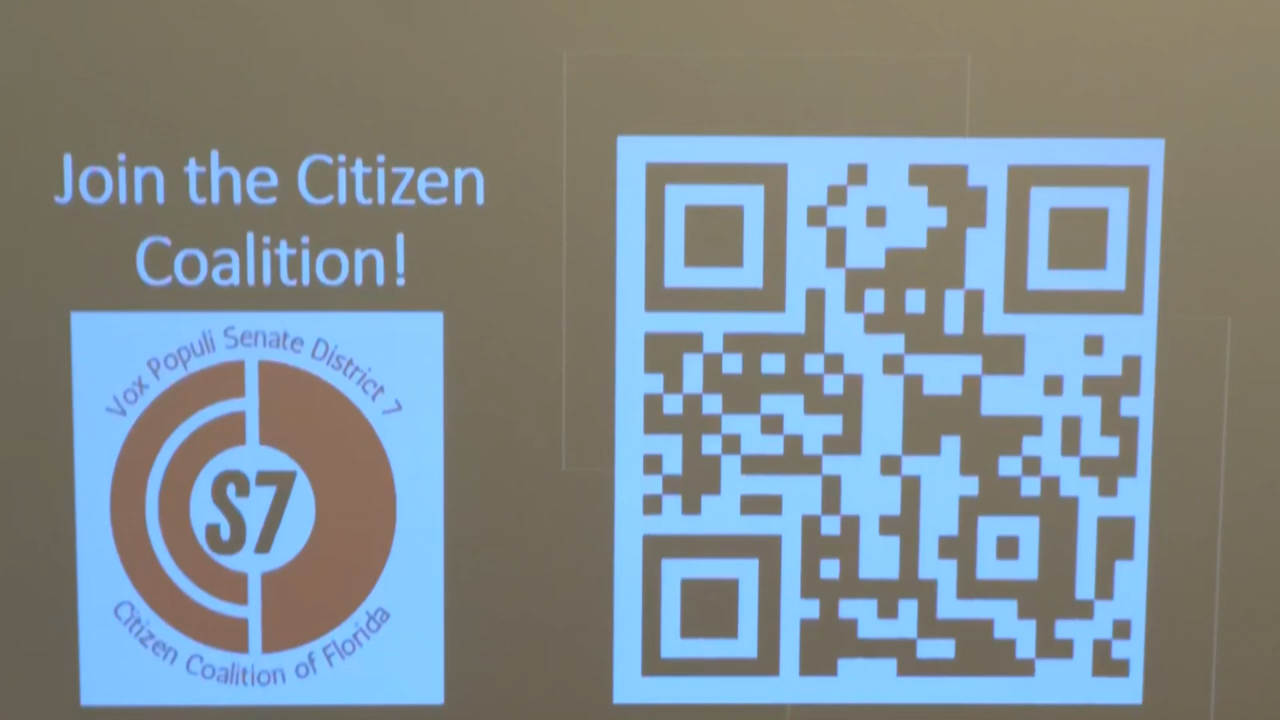 Join the Citizen
Coalition!
Vox Populi Senate District 7
S7
Citizen Coalition of Florida